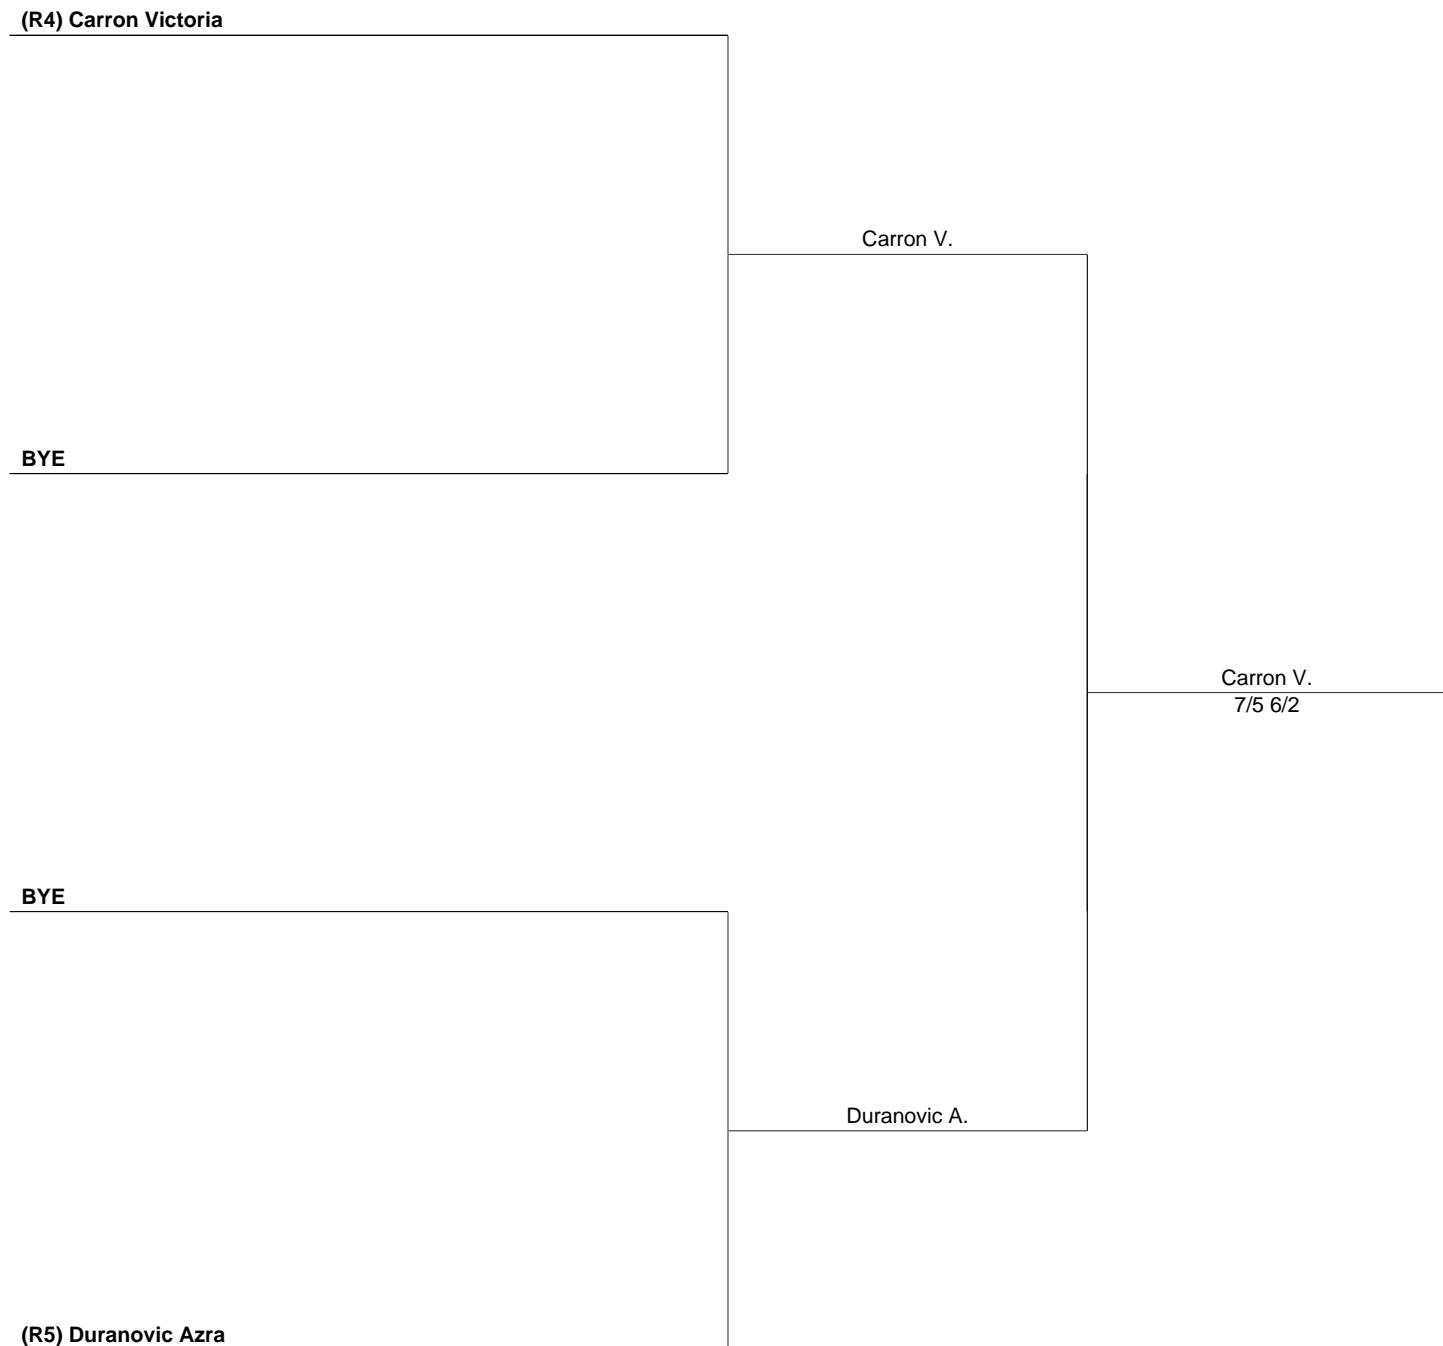 (R4) Carron Victoria
Carron V.
BYE
Carron V.
7/5 6/2
BYE
Duranovic A.
(R5) Duranovic Azra